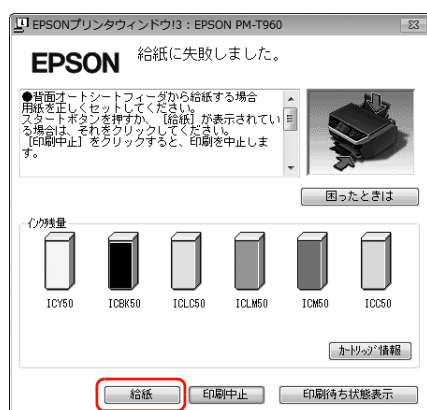 EPSONプリンタウィンドウ!3 : EPSON PM-T960
EPSON
給紙に失敗しました。
●背面オートシートフィーダから給紙する場合
用紙を正しくセットしてください。
スタートボタンを押すか、［給紙］が表示されてい
る場合は、それをクリックしてください。
［印刷中止］をクリックすると、印刷を中止しま
す。
困ったときは
インク残量
ICY50
ICBK50
ICLC50
ICLM50
ICM50
ICC50
カートリッジ情報
給紙
印刷中止
印刷待ち状態表示